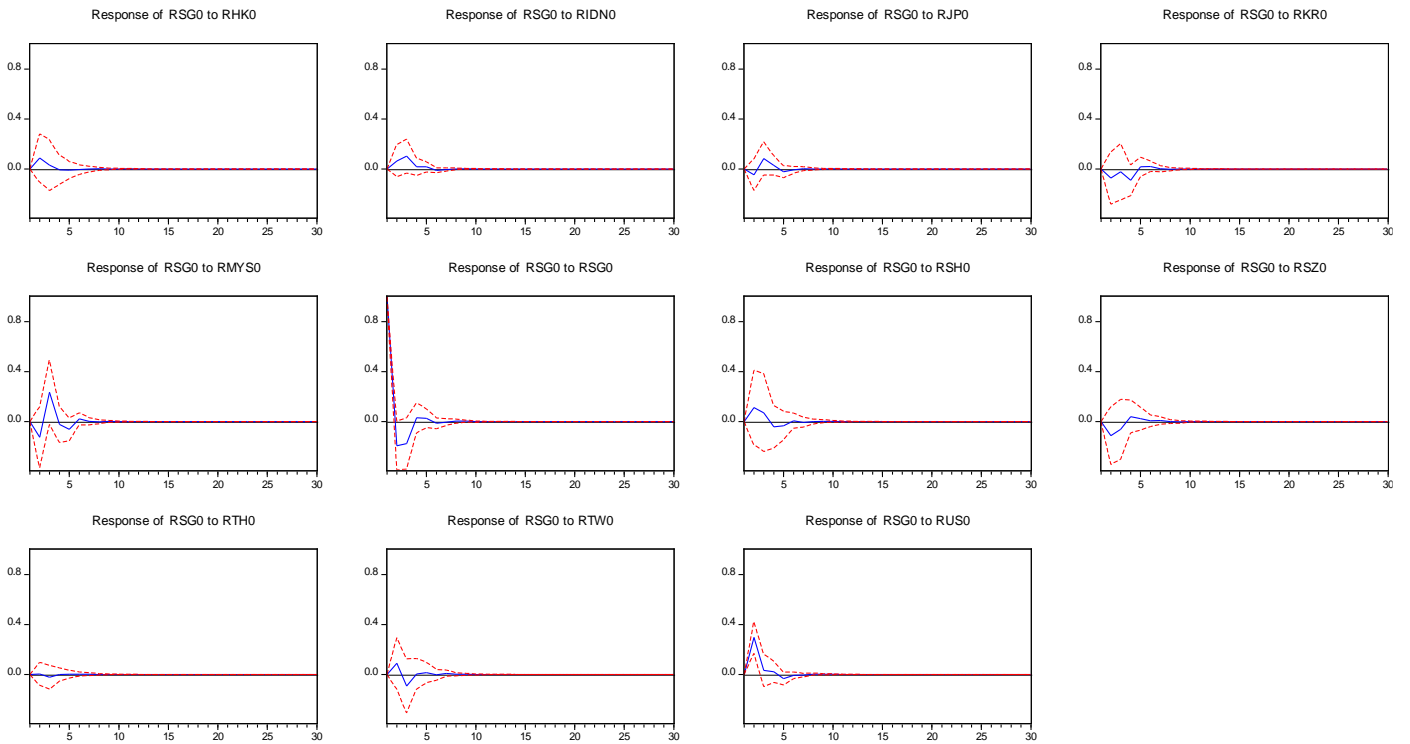 Response of RSG0 to RHK0
Response of RSG0 to RIDN0
Response of RSG0 to RJP0
Response of RSG0 to RKR0
0.8
0.4
0.0
5 10 15 20 25 30
0.8
0.4
0.0
5 10 15 20 25 30
0.8
0.4
0.0
5 10 15 20 25 30
0.8
0.4
0.0
5 10 15 20 25 30
Response of RSG0 to RMYS0
Response of RSG0 to RSG0
Response of RSG0 to RSH0
Response of RSG0 to RSZ0
0.8
0.4
0.0
5 10 15 20 25 30
0.8
0.4
0.0
5 10 15 20 25 30
0.8
0.4
0.0
5 10 15 20 25 30
0.8
0.4
0.0
5 10 15 20 25 30
Response of RSG0 to RTH0
Response of RSG0 to RTW0
Response of RSG0 to RUS0
0.8
0.4
0.0
5 10 15 20 25 30
0.8
0.4
0.0
5 10 15 20 25 30
0.8
0.4
0.0
5 10 15 20 25 30